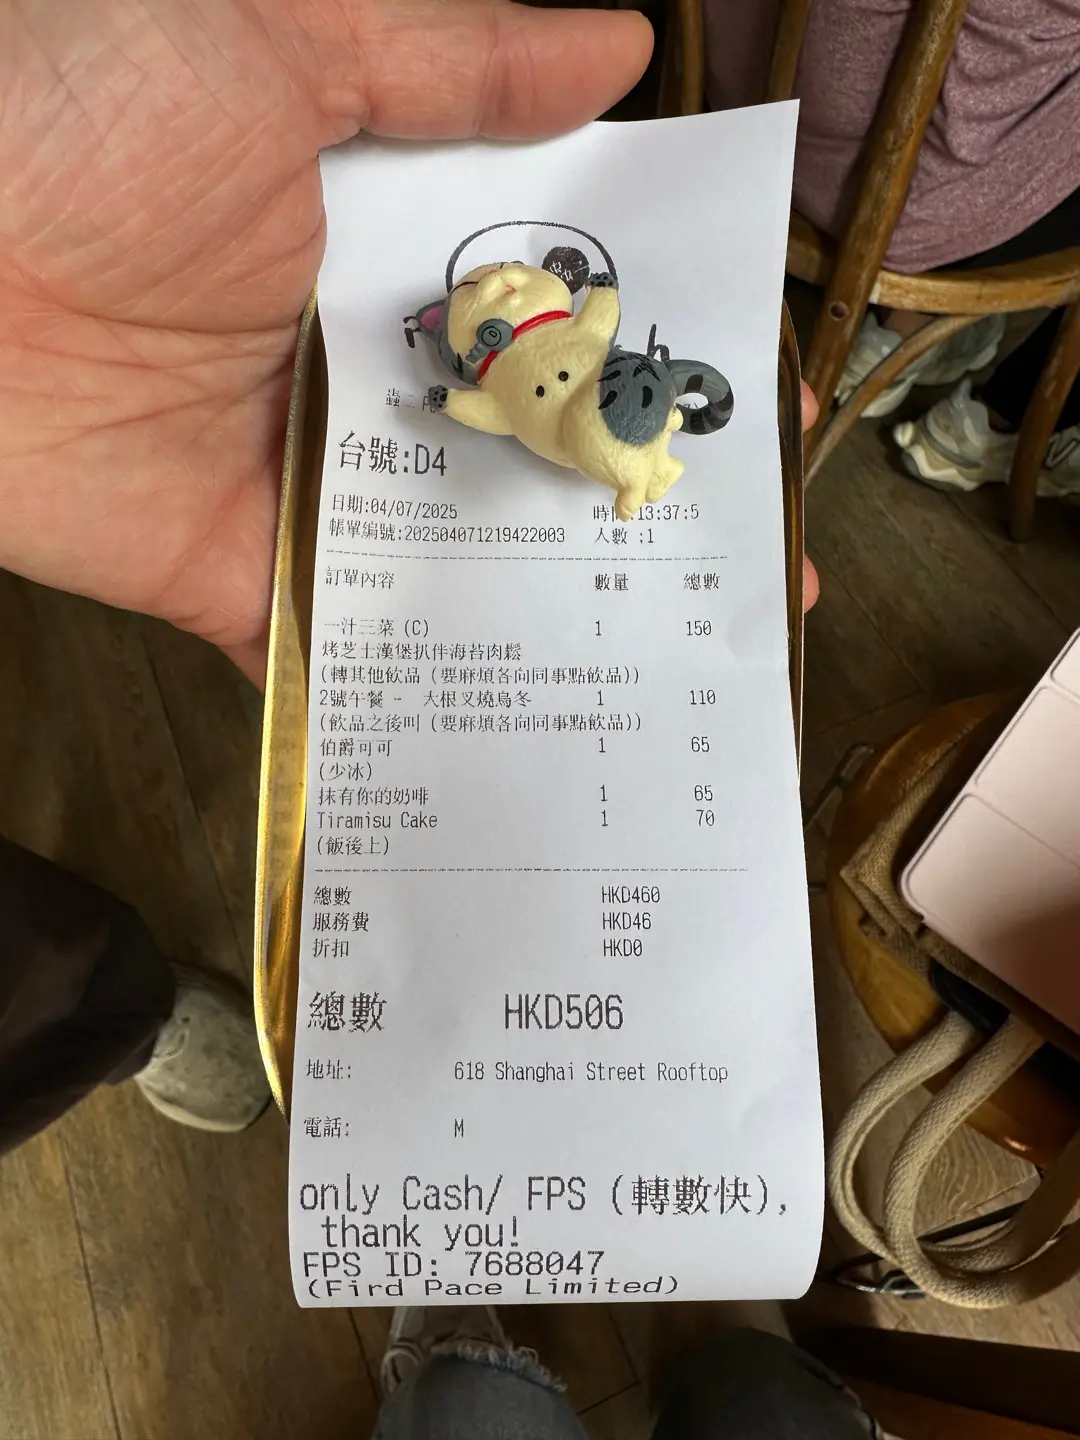 台號:D4
日期:04/07/2025 時間:13:37:5
帳單編號:202504071219422003 人數 :1
訂單內容 數量 總數
一汁三菜 (C) 1 150
烤芝士漢堡扒伴海苔肉鬆
(轉其他飲品 (要麻煩各向同事點飲品))
2號午餐 - 大根叉燒烏冬 1 110
(飲品之後叫 (要麻煩各向同事點飲品))
伯爵可可 1 65
(少冰)
抹有你的奶啡 1 65
Tiramisu Cake 1 70
(飯後上)
總數 HKD460
服務費 HKD46
折扣 HKD0
總數 HKD506
地址: 618 Shanghai Street Rooftop
電話: M
only Cash/ FPS (轉數快),
thank you!
FPS ID: 7688047
(Fird Pace Limited)